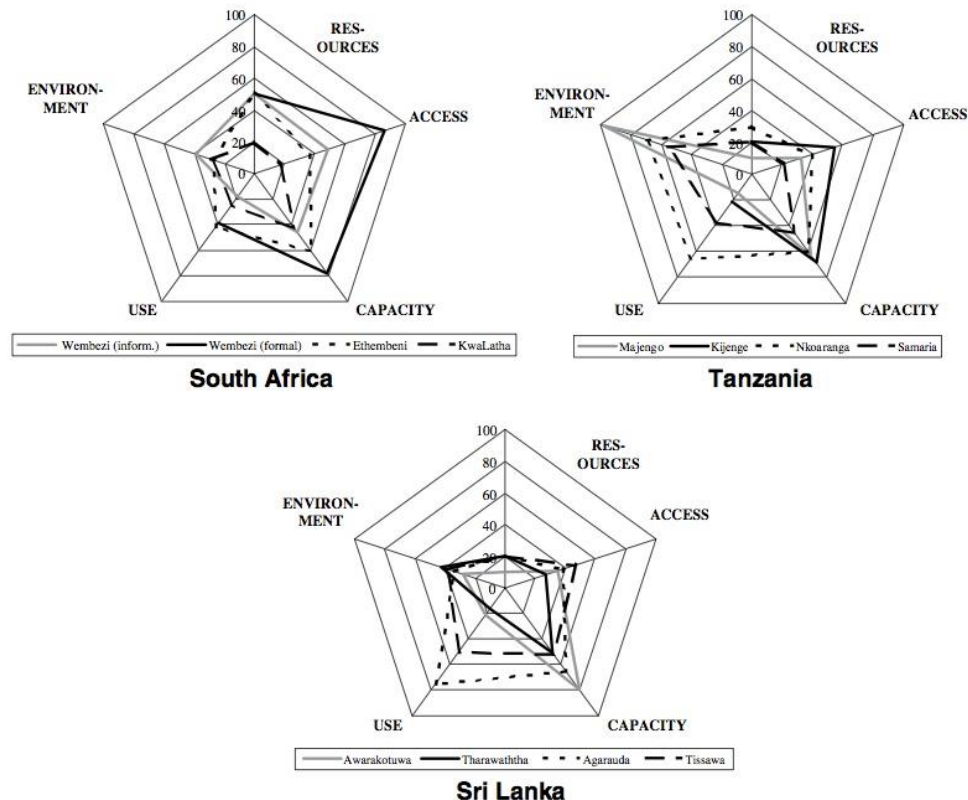 100
80
60
40
20
0
RES-
OURCES
ACCESS
CAPACITY
USE
ENVIRON-
MENT
Wembezi (inform.) Wembezi (formal) Ethembeni KwaLatha
South Africa
100
80
60
40
20
0
RES-
OURCES
ACCESS
CAPACITY
USE
ENVIRON-
MENT
Majengo Kijenge Nkoaranga Samaria
Tanzania
100
80
60
40
20
0
RES-
OURCES
ACCESS
CAPACITY
USE
ENVIRON-
MENT
Awarakotuwa Tharawaththa Agarauda Tissawa
Sri Lanka